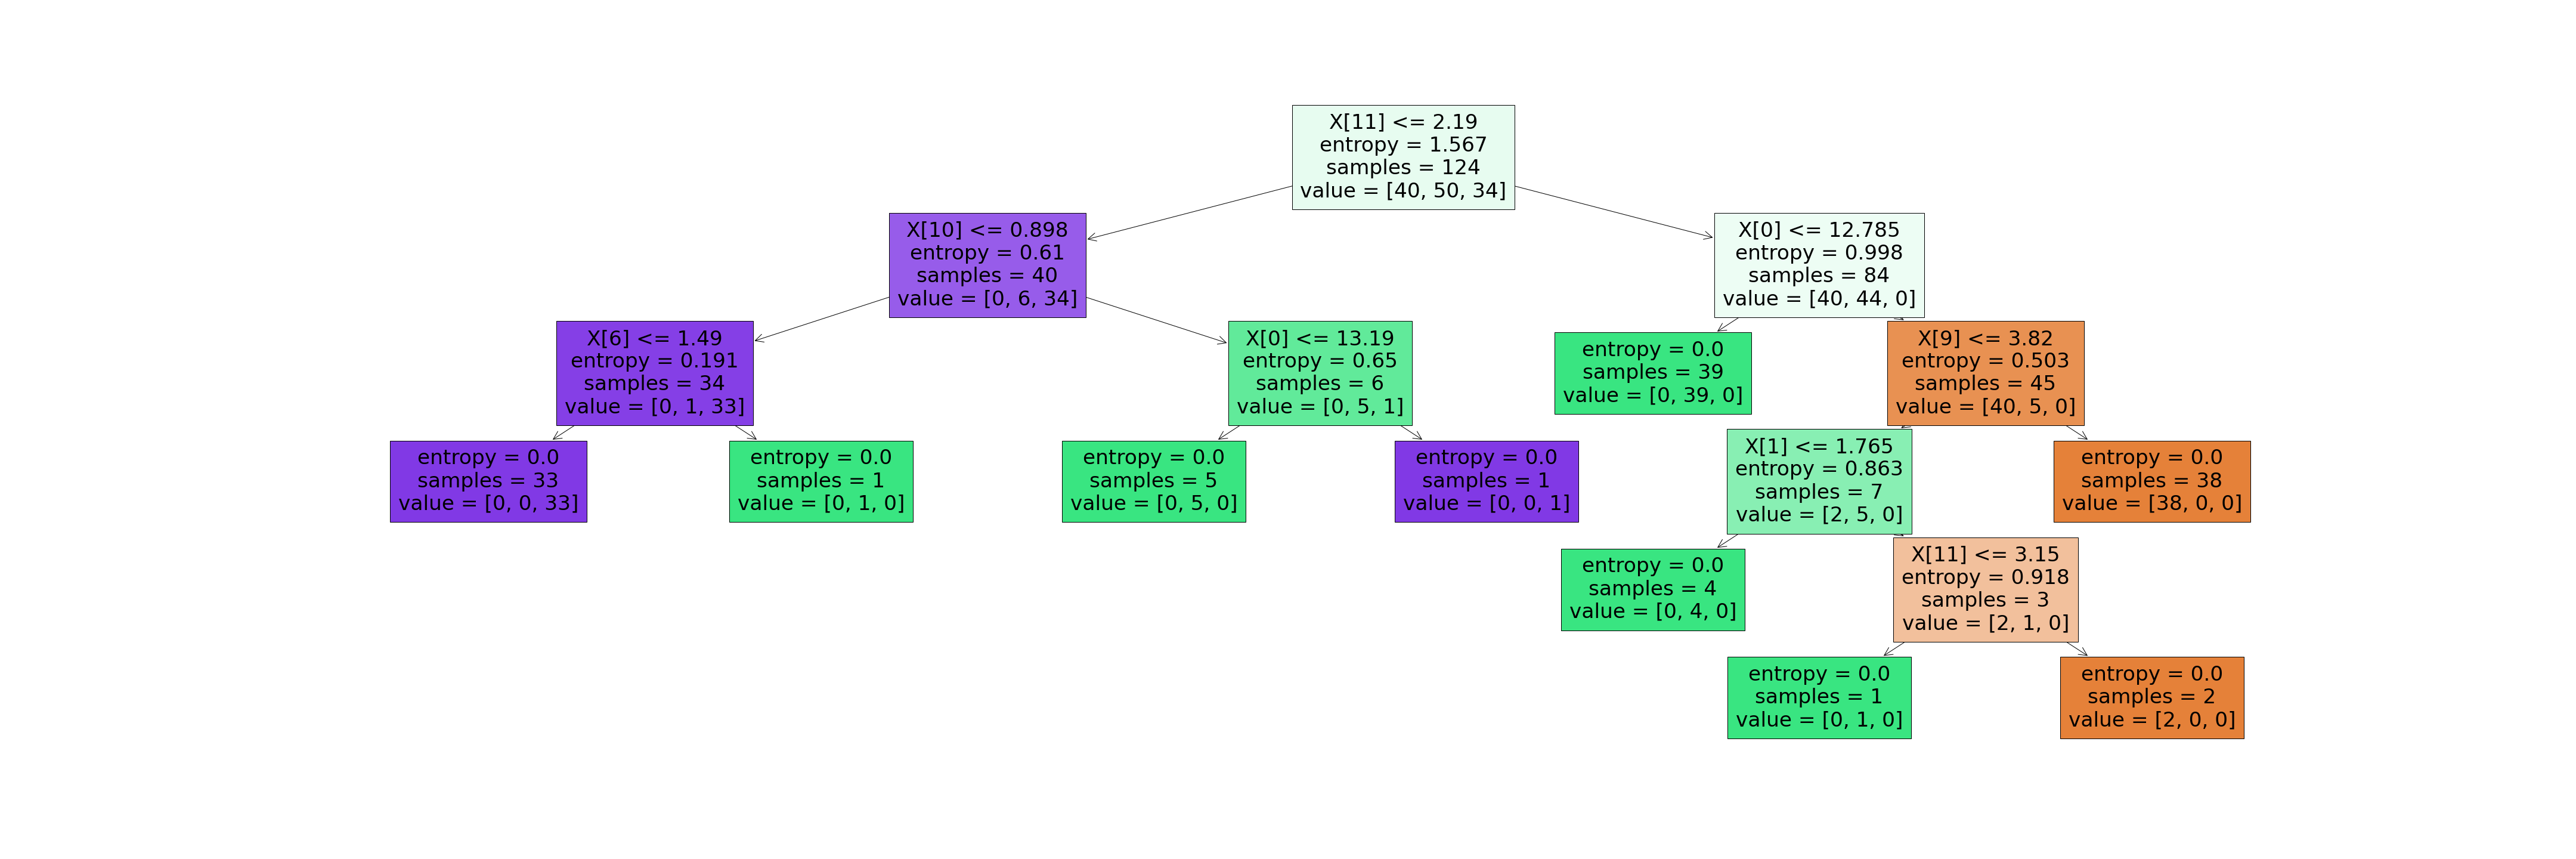 X[11] <= 2.19
entropy = 1.567
samples = 124
value = [40, 50, 34]
X[10] <= 0.898
entropy = 0.61
samples = 40
value = [0, 6, 34]
X[0] <= 12.785
entropy = 0.998
samples = 84
value = [40, 44, 0]
X[6] <= 1.49
entropy = 0.191
samples = 34
value = [0, 1, 33]
X[0] <= 13.19
entropy = 0.65
samples = 6
value = [0, 5, 1]
entropy = 0.0
samples = 39
value = [0, 39, 0]
X[9] <= 3.82
entropy = 0.503
samples = 45
value = [40, 5, 0]
entropy = 0.0
samples = 33
value = [0, 0, 33]
entropy = 0.0
samples = 1
value = [0, 1, 0]
entropy = 0.0
samples = 5
value = [0, 5, 0]
entropy = 0.0
samples = 1
value = [0, 0, 1]
X[1] <= 1.765
entropy = 0.863
samples = 7
value = [2, 5, 0]
entropy = 0.0
samples = 38
value = [38, 0, 0]
entropy = 0.0
samples = 4
value = [0, 4, 0]
X[11] <= 3.15
entropy = 0.918
samples = 3
value = [2, 1, 0]
entropy = 0.0
samples = 1
value = [0, 1, 0]
entropy = 0.0
samples = 2
value = [2, 0, 0]